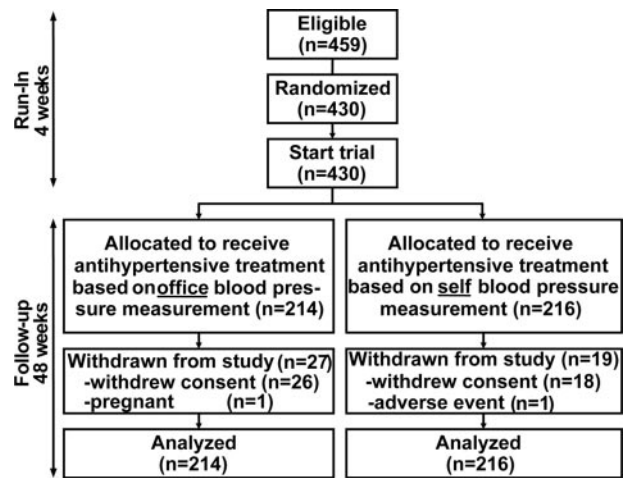 Run-In
4 weeks
Eligible
(n=459)
Randomized
(n=430)
Start trial
(n=430)
Follow-up
48 weeks
Allocated to receive
antihypertensive treatment
based on office blood pres-
sure measurement (n=214)
Allocated to receive
antihypertensive treatment
based on self blood pressure
measurement (n=216)
Withdrawn from study (n=27)
-withdrew consent (n=26)
-pregnant (n=1)
Withdrawn from study (n=19)
-withdrew consent (n=18)
-adverse event (n=1)
Analyzed
(n=214)
Analyzed
(n=216)